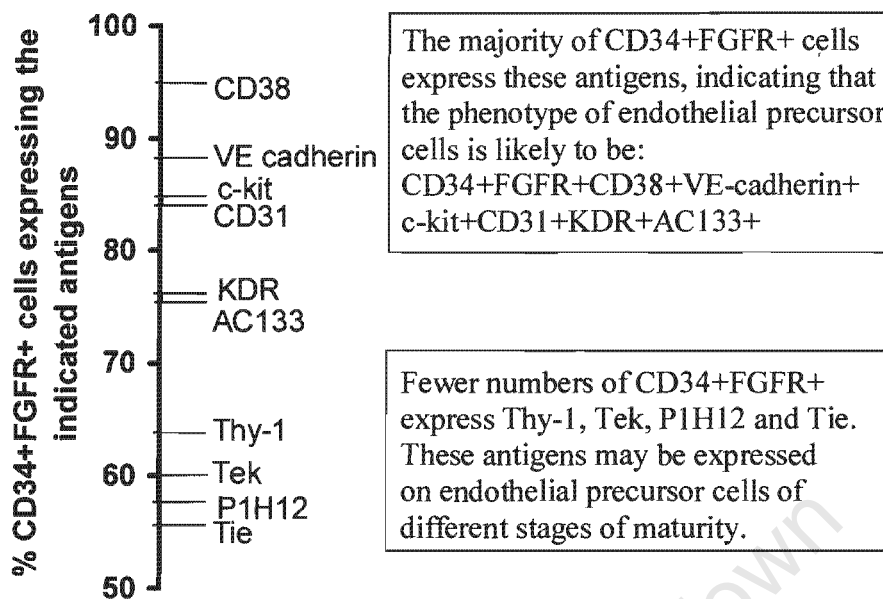 % CD34+FGFR+ cells expressing the
indicated antigens
100
90
80
70
60
50
CD38
VE cadherin
c-kit
CD31
KDR
AC133
Thy-1
Tek
P1H12
Tie
The majority of CD34+FGFR+ cells
express these antigens, indicating that
the phenotype of endothelial precursor
cells is likely to be:
CD34+FGFR+CD38+VE-cadherin+
c-kit+CD31+KDR+AC133+
Fewer numbers of CD34+FGFR+
express Thy-1, Tek, P1H12 and Tie.
These antigens may be expressed
on endothelial precursor cells of
different stages of maturity.